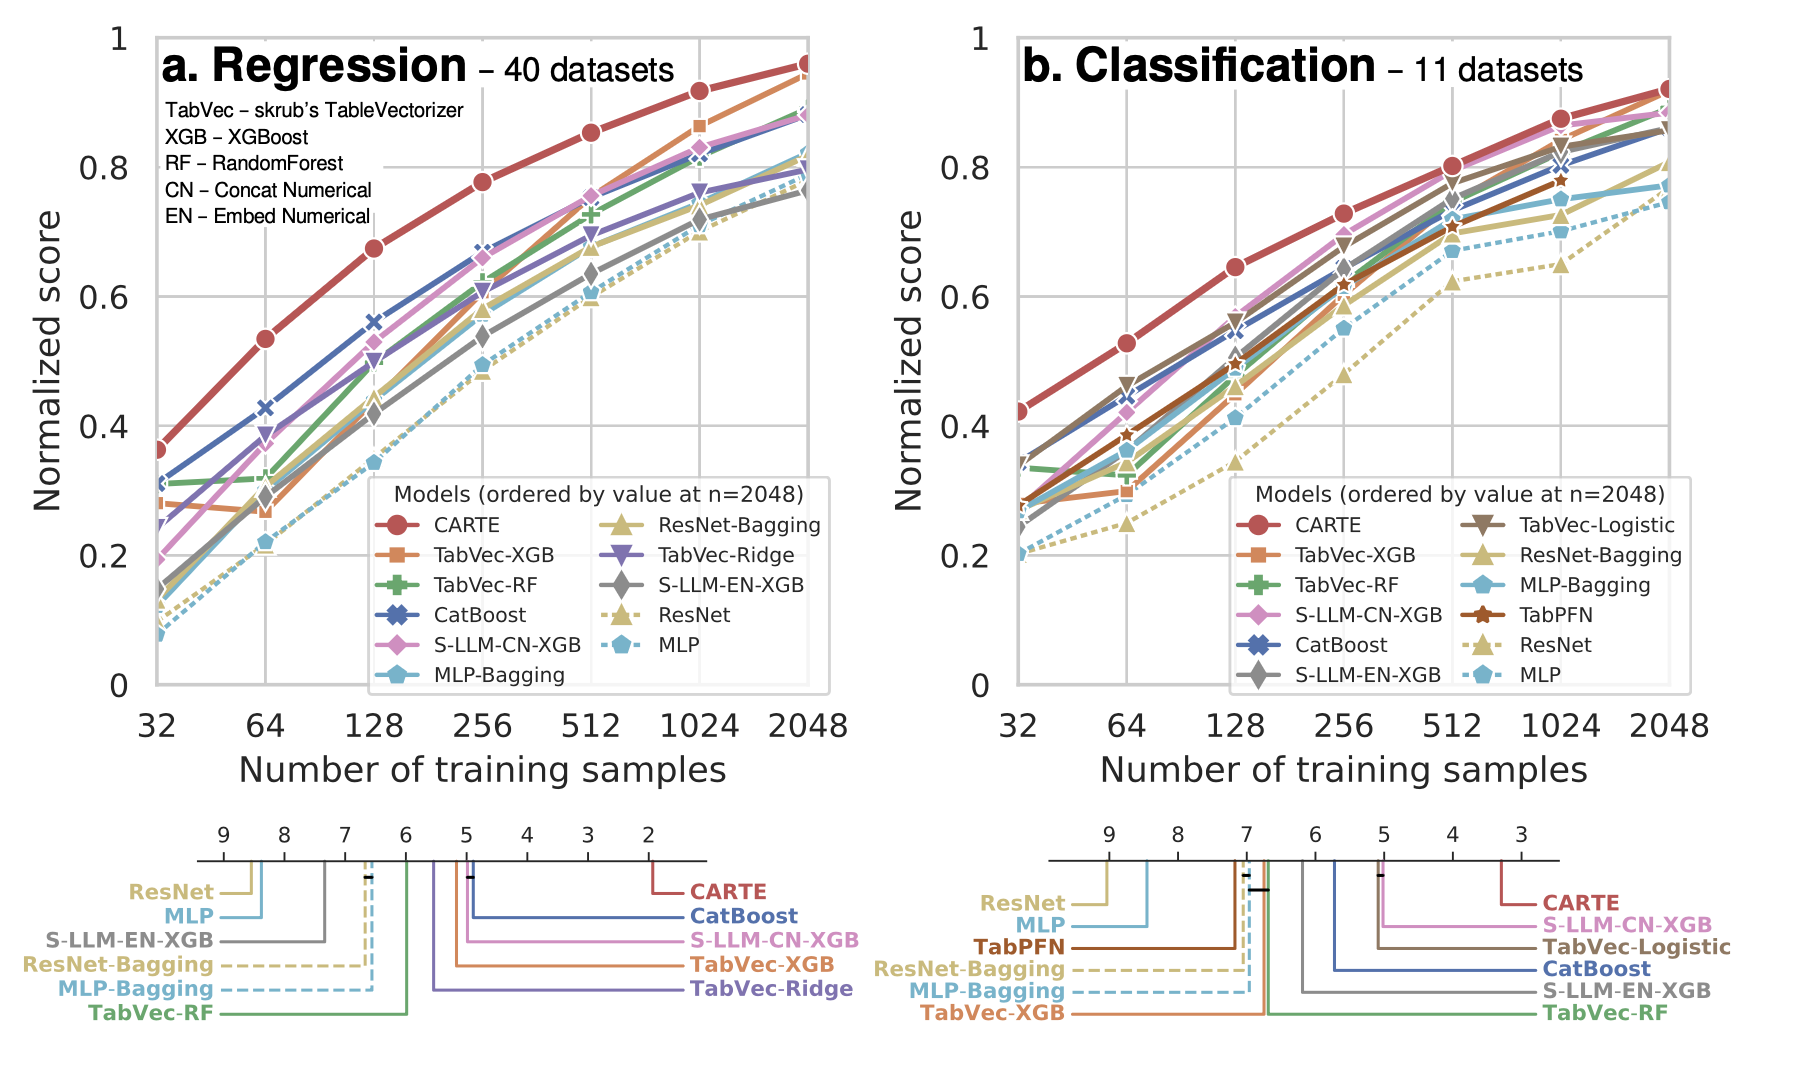 a. Regression – 40 datasets
TabVec – skrub's TableVectorizer
XGB – XGBoost
RF – RandomForest
CN – Concat Numerical
EN – Embed Numerical
Normalized score
1
0.8
0.6
0.4
0.2
0
Models (ordered by value at n=2048)
CARTE
TabVec-XGB
TabVec-RF
CatBoost
S-LLM-CN-XGB
MLP-Bagging
ResNet-Bagging
TabVec-Ridge
S-LLM-EN-XGB
ResNet
MLP
32 64 128 256 512 1024 2048
Number of training samples
b. Classification – 11 datasets
Normalized score
1
0.8
0.6
0.4
0.2
0
Models (ordered by value at n=2048)
CARTE
TabVec-XGB
TabVec-RF
S-LLM-CN-XGB
CatBoost
S-LLM-EN-XGB
TabVec-Logistic
ResNet-Bagging
MLP-Bagging
TabPFN
ResNet
MLP
32 64 128 256 512 1024 2048
Number of training samples
9 8 7 6 5 4 3 2
ResNet
MLP
S-LLM-EN-XGB
ResNet-Bagging
MLP-Bagging
TabVec-RF
CARTE
CatBoost
S-LLM-CN-XGB
TabVec-XGB
TabVec-Ridge
9 8 7 6 5 4 3
ResNet
MLP
TabPFN
ResNet-Bagging
MLP-Bagging
TabVec-XGB
CARTE
S-LLM-CN-XGB
TabVec-Logistic
CatBoost
S-LLM-EN-XGB
TabVec-RF